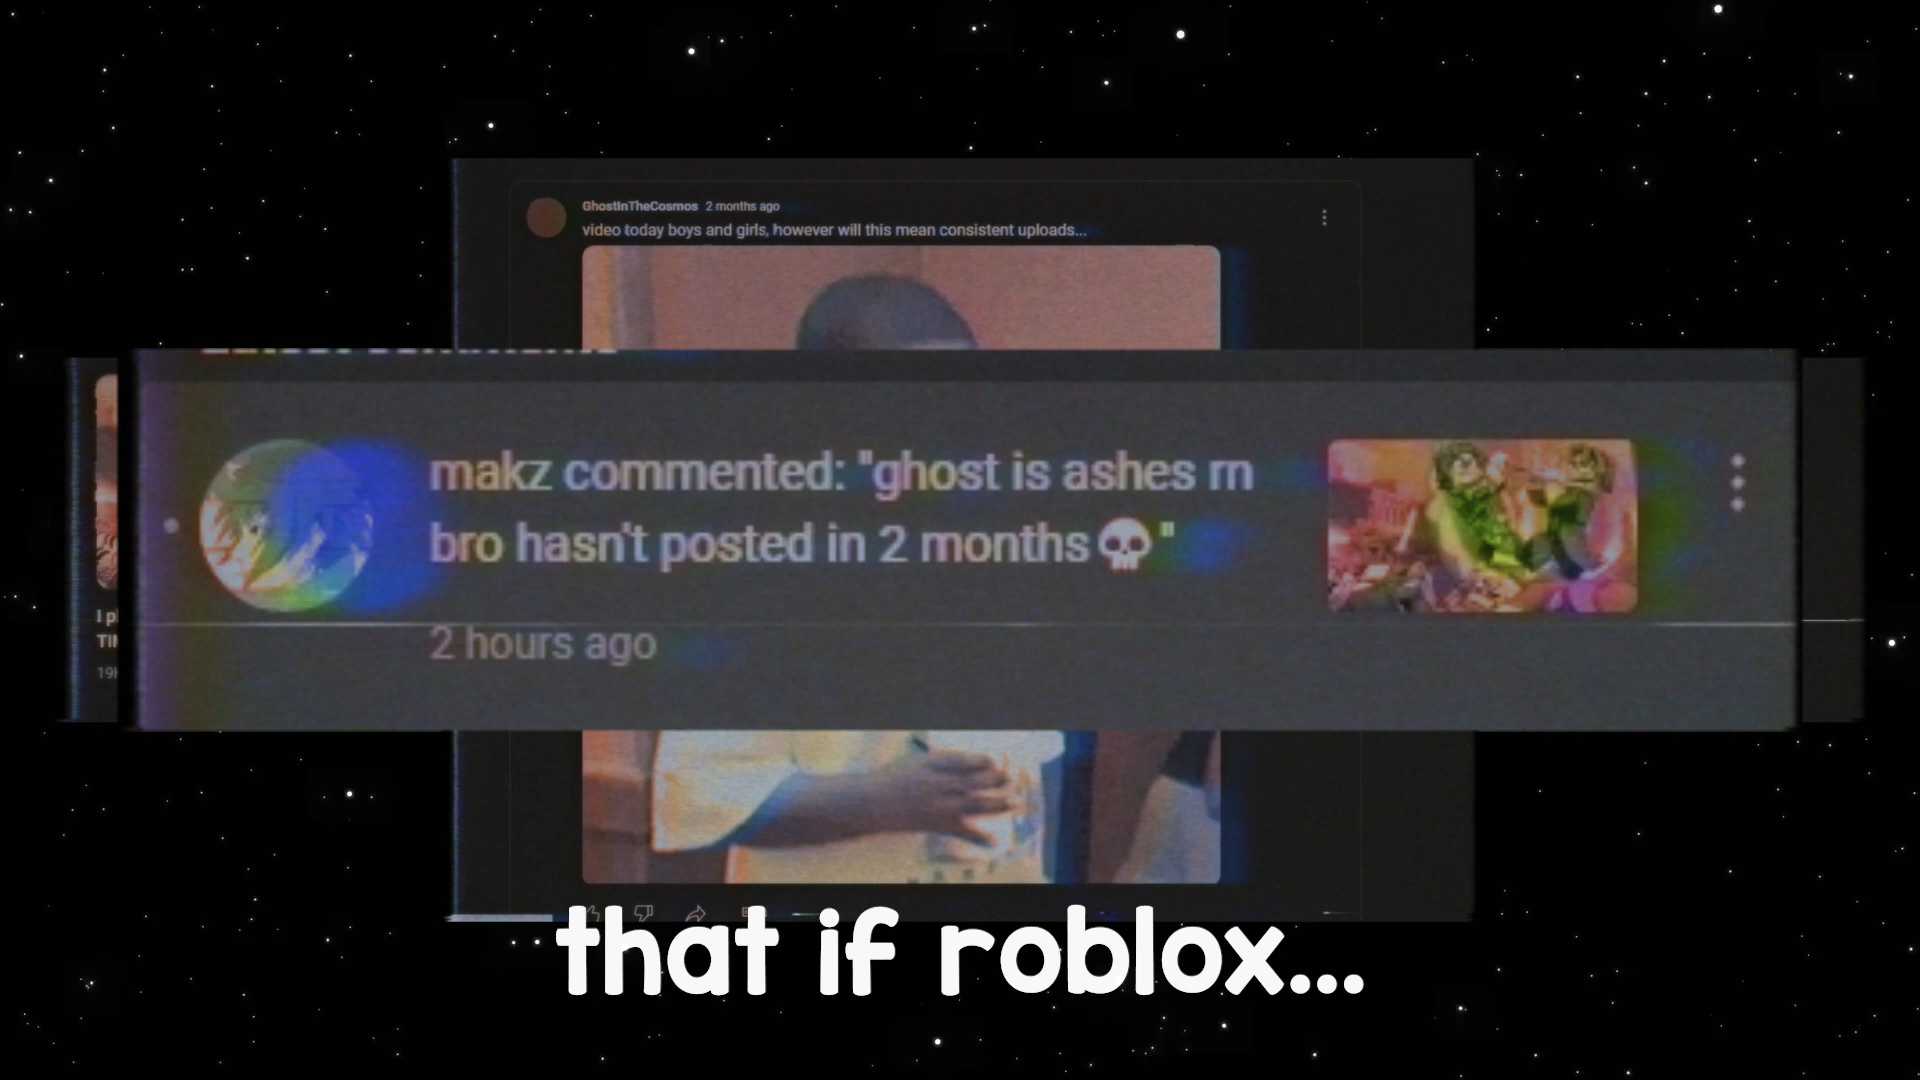 GhostInTheCosmos 2 months ago
video today boys and girls, however will this mean consistent uploads...
makz commented: "ghost is ashes rn
bro hasn't posted in 2 months💀"
2 hours ago
that if roblox...